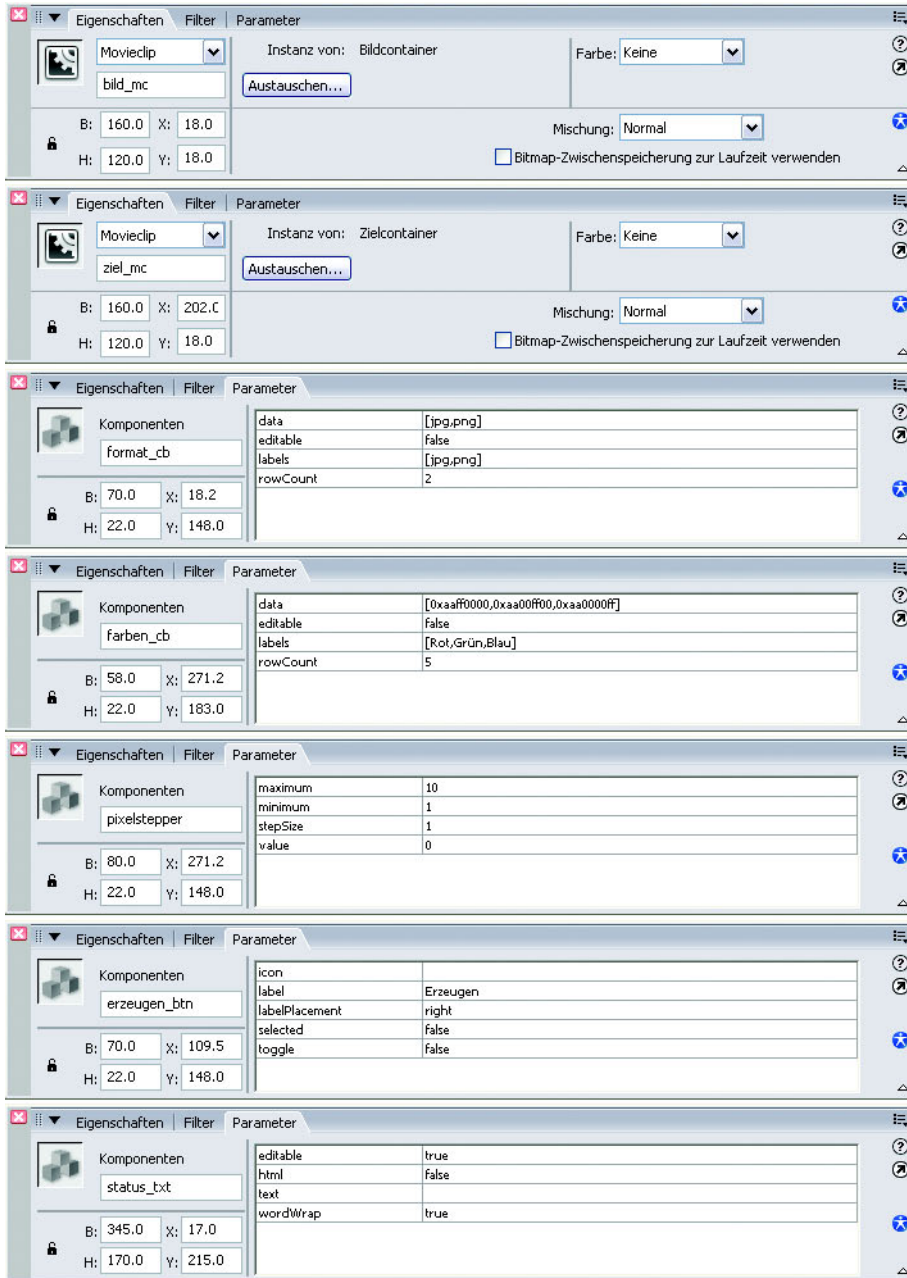 Eigenschaften Filter Parameter
Movieclip Instanz von: Bildcontainer Farbe: Keine
bild_mc Austauschen...
B: 160.0 X: 18.0 Mischung: Normal
H: 120.0 Y: 18.0 Bitmap-Zwischenspeicherung zur Laufzeit verwenden
Eigenschaften Filter Parameter
Movieclip Instanz von: Zielcontainer Farbe: Keine
ziel_mc Austauschen...
B: 160.0 X: 202.0 Mischung: Normal
H: 120.0 Y: 18.0 Bitmap-Zwischenspeicherung zur Laufzeit verwenden
Eigenschaften Filter Parameter
Komponenten
format_cb
B: 70.0 X: 18.2
H: 22.0 Y: 148.0
data [jpg,png]
editable false
labels [jpg,png]
rowCount 2
Eigenschaften Filter Parameter
Komponenten
farben_cb
B: 58.0 X: 271.2
H: 22.0 Y: 183.0
data [0xaaff0000,0xaa00ff00,0xaa0000ff]
editable false
labels [Rot,Grün,Blau]
rowCount 5
Eigenschaften Filter Parameter
Komponenten
pixelstepper
B: 80.0 X: 271.2
H: 22.0 Y: 148.0
maximum 10
minimum 1
stepSize 1
value 0
Eigenschaften Filter Parameter
Komponenten
erzeugen_btn
B: 70.0 X: 109.5
H: 22.0 Y: 148.0
icon
label Erzeugen
labelPlacement right
selected false
toggle false
Eigenschaften Filter Parameter
Komponenten
status_txt
B: 345.0 X: 17.0
H: 170.0 Y: 215.0
editable true
html false
text
wordWrap true